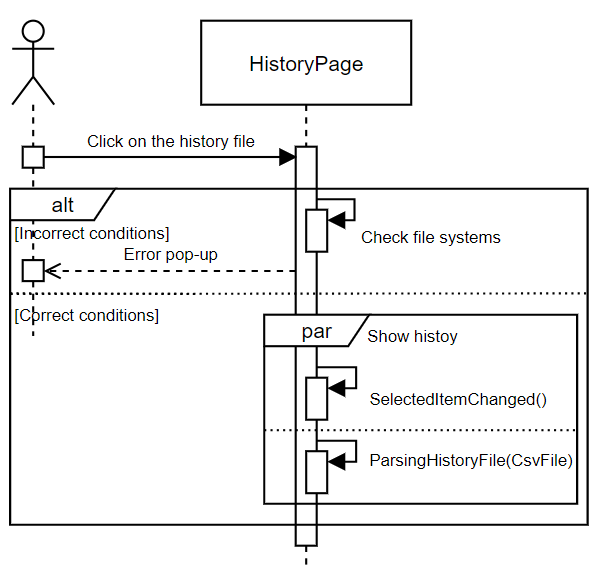 HistoryPage
Click on the history file
alt
[Incorrect conditions]
Check file systems
Error pop-up
[Correct conditions]
par
Show histoy
SelectedItemChanged()
ParsingHistoryFile(CsvFile)